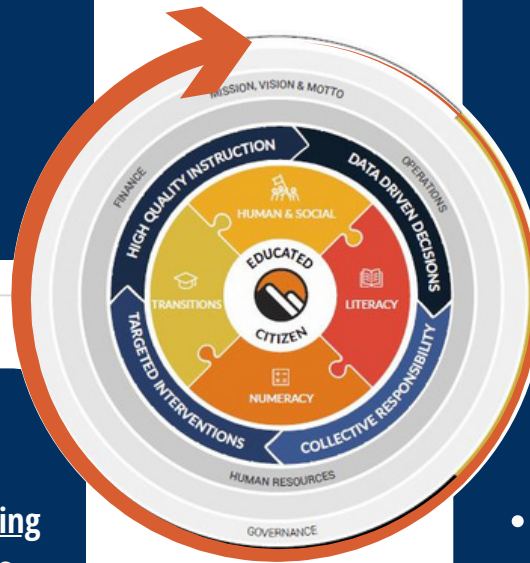 MISSION, VISION & MOTTO
FINANCE
OPERATIONS
HIGH QUALITY INSTRUCTION
DATA DRIVEN DECISIONS
HUMAN & SOCIAL
EDUCATED
TRANSITIONS
LITERACY
CITIZEN
NUMERACY
TARGETED INTERVENTIONS
COLLECTIVE RESPONSIBILITY
HUMAN RESOURCES
GOVERNANCE